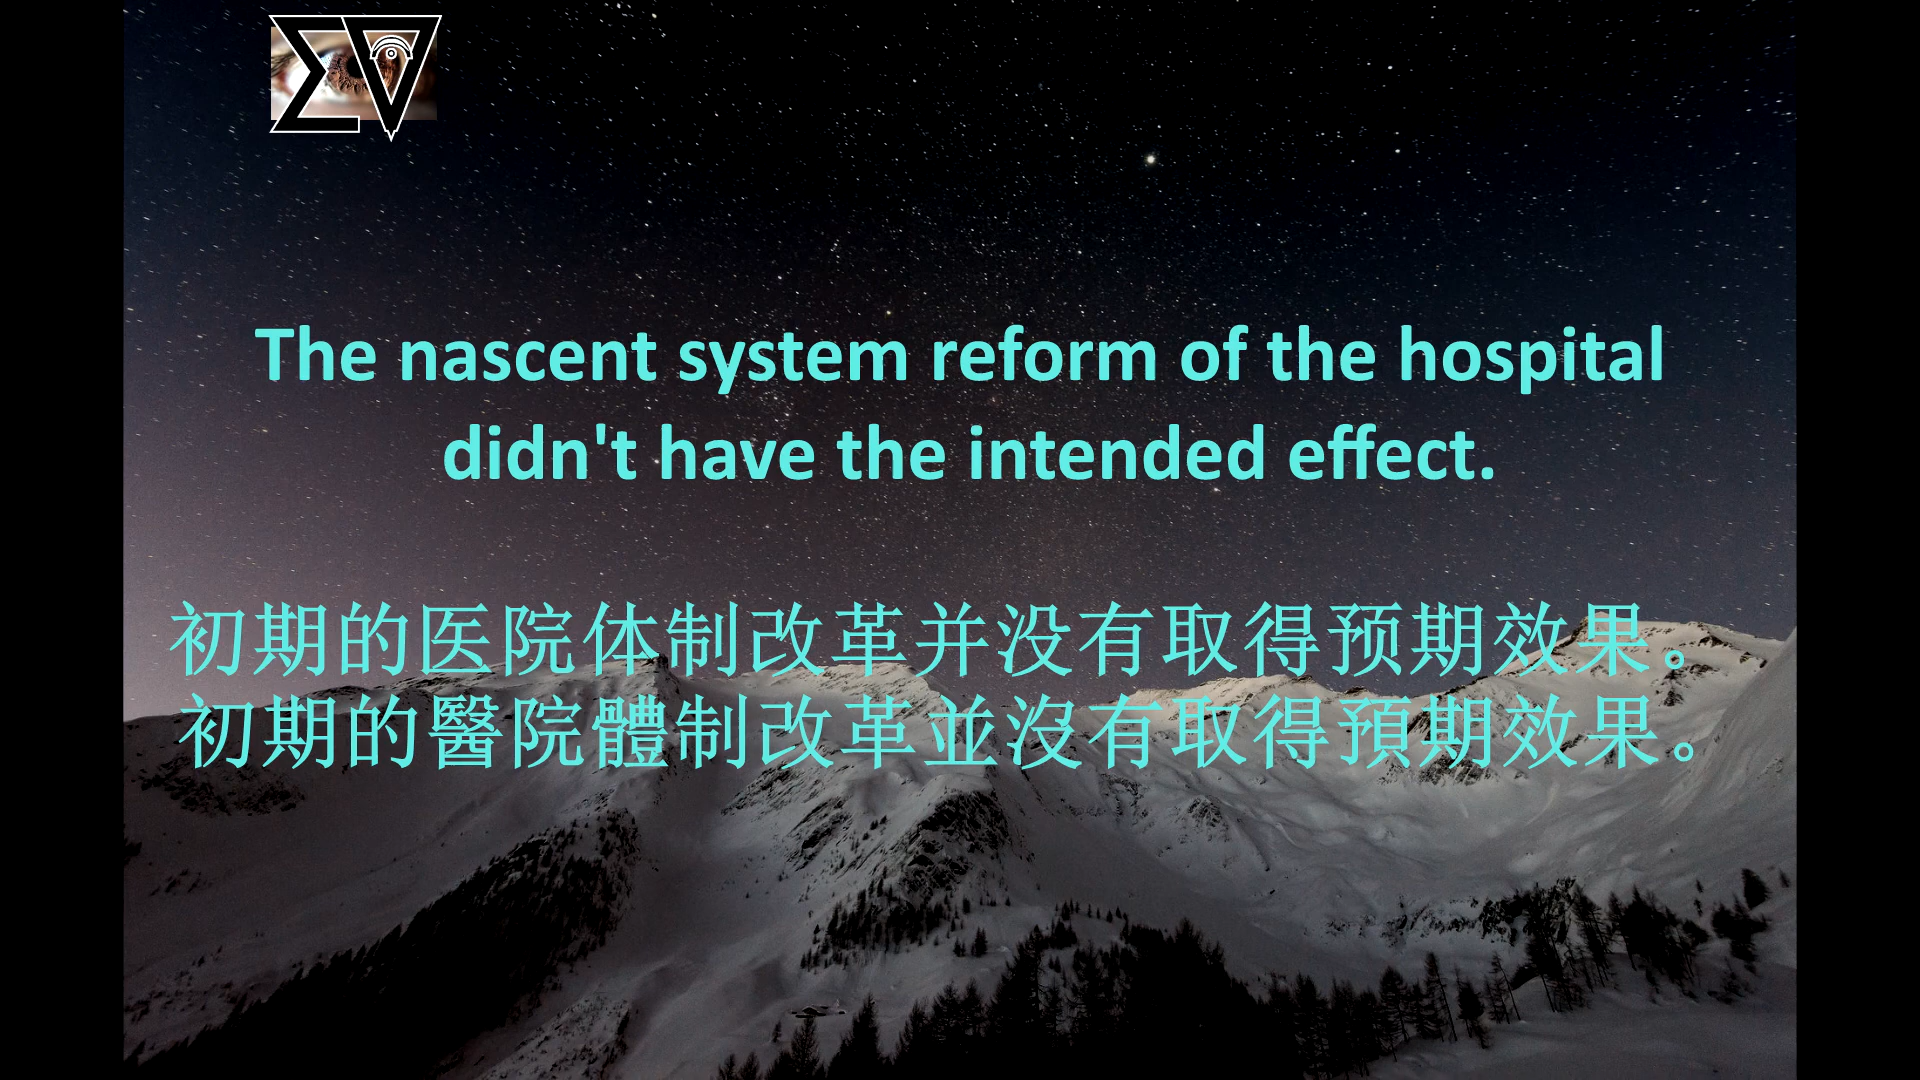 The nascent system reform of the hospital
didn't have the intended effect.
初期的医院体制改革并没有取得预期效果。
初期的醫院體制改革並沒有取得預期效果。